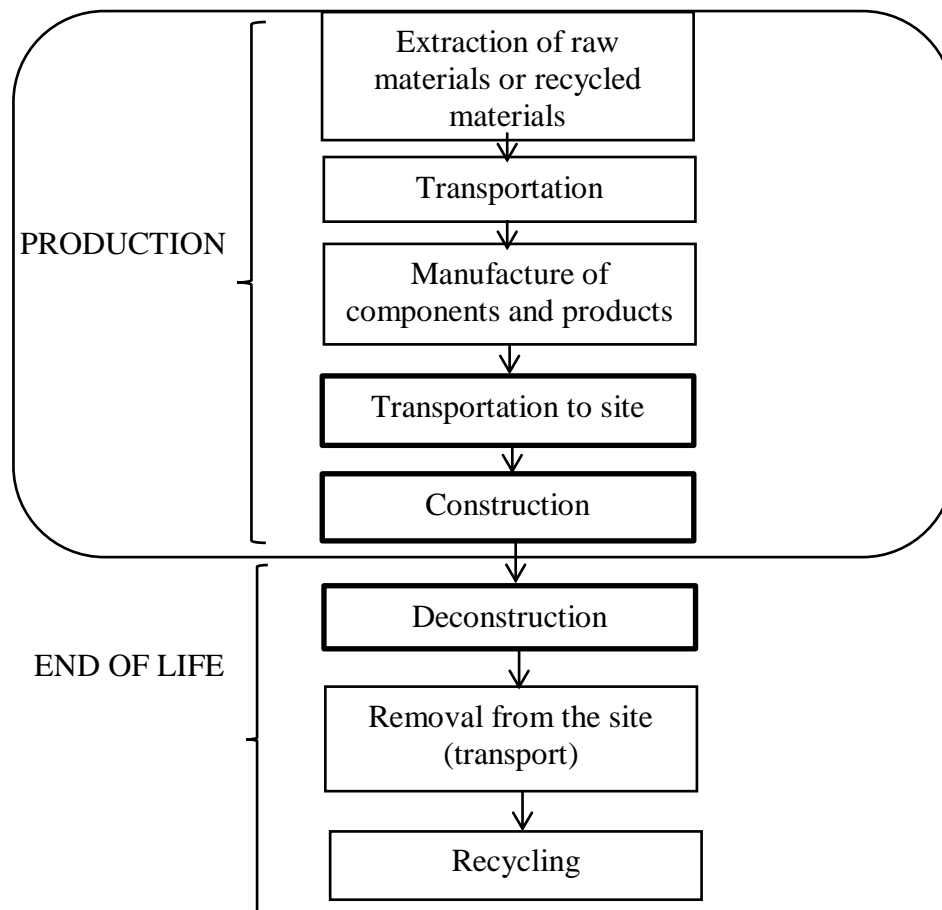 Extraction of raw
materials or recycled
materials
Transportation
PRODUCTION
Manufacture of
components and products
Transportation to site
Construction
Deconstruction
END OF LIFE
Removal from the site
(transport)
Recycling